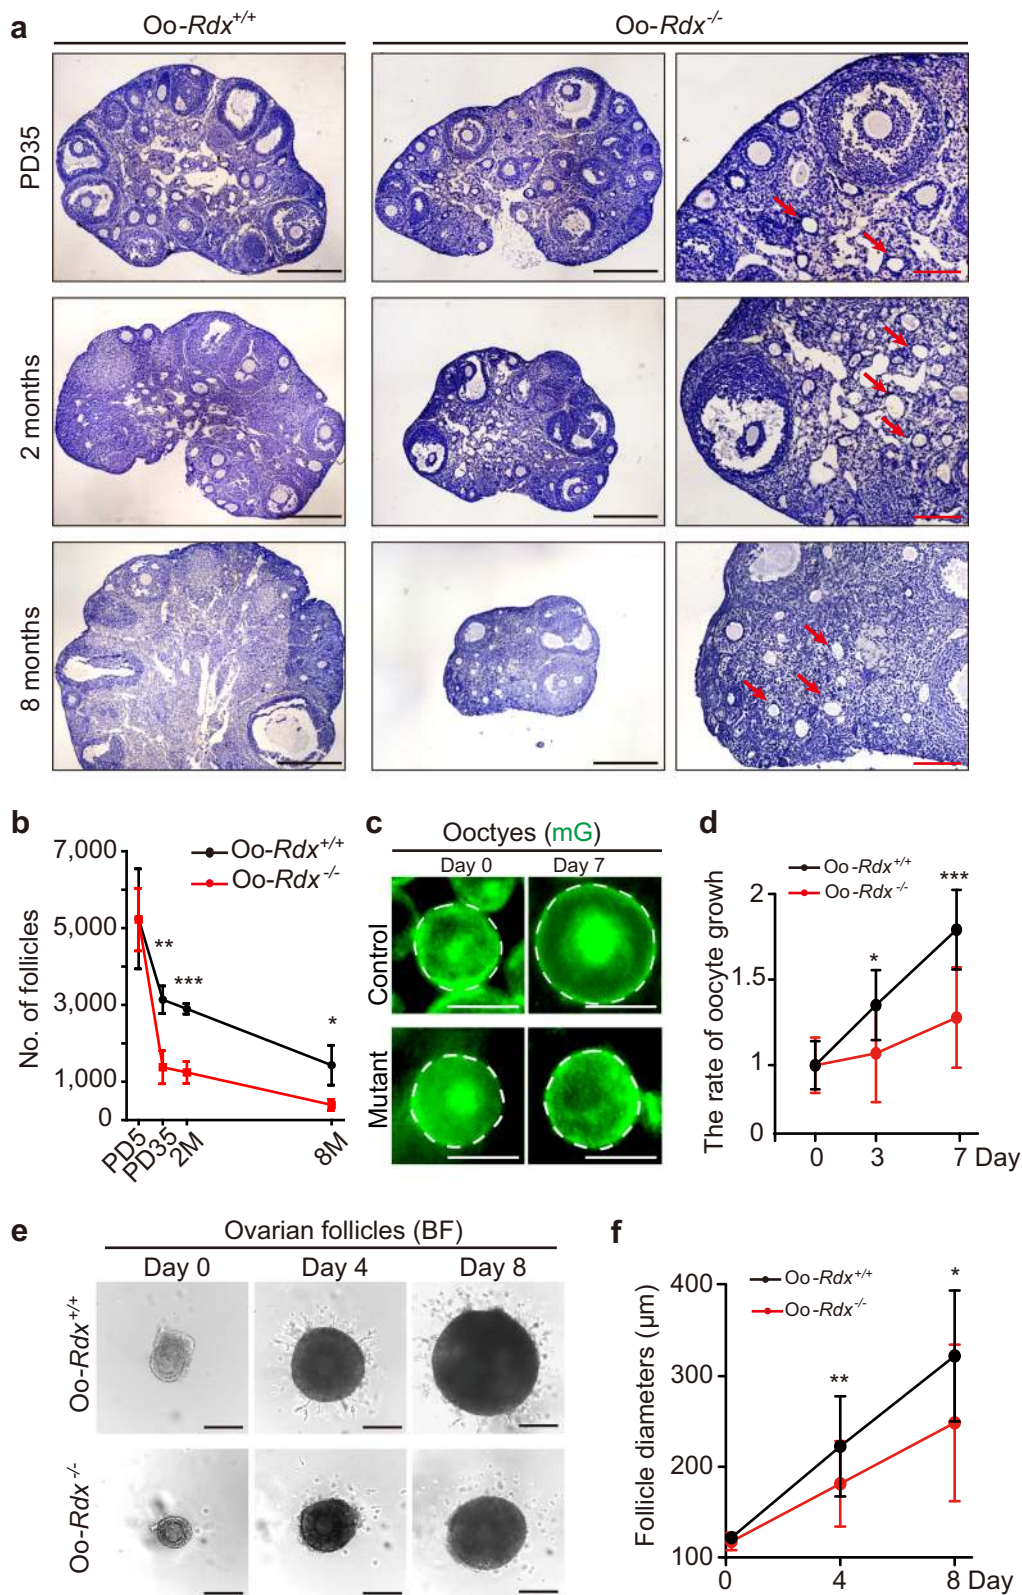 a
Oo-Rdx+/+
Oo-Rdx-/-
PD35
2 months
8 months
b
7,000
5,000
3,000
1,000
0
No. of follicles
Oo-Rdx+/+
Oo-Rdx-/-
**
***
*
PD5
PD35
2M
8M
c
Ooctyes (mG)
Day 0
Day 7
Control
Mutant
d
Oo-Rdx+/+
Oo-Rdx-/-
The rate of oocyte grown
2
1.5
1
0
*
***
0
3
7 Day
e
Ovarian follicles (BF)
Day 0
Day 4
Day 8
Oo-Rdx+/+
Oo-Rdx-/-
f
Oo-Rdx+/+
Oo-Rdx-/-
Follicle diameters (µm)
400
300
200
100
**
*
0
4
8 Day